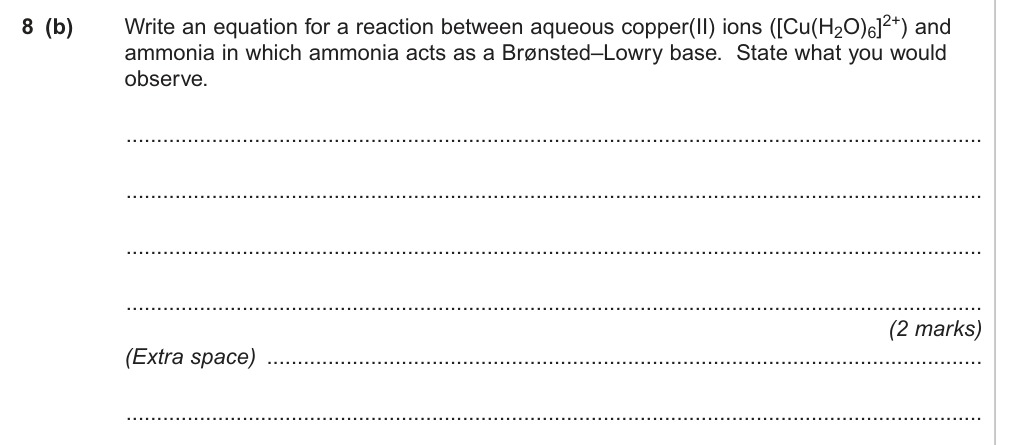 8 (b) Write an equation for a reaction between aqueous copper(II) ions ([Cu(H₂O)₆]²⁺) and
ammonia in which ammonia acts as a Brønsted–Lowry base. State what you would
observe.
(2 marks)
(Extra space)